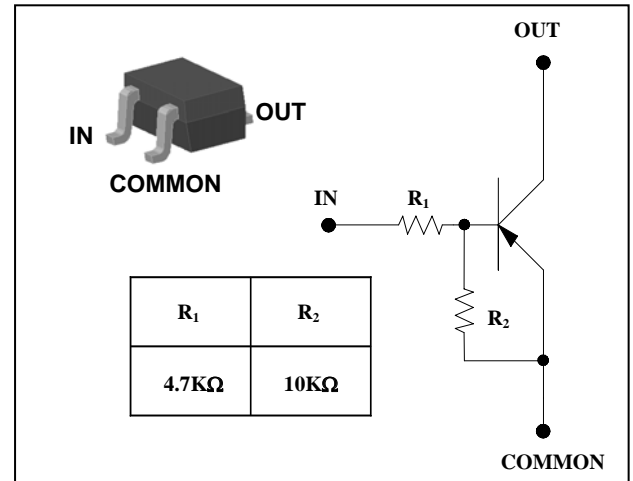 OUT
OUT
IN
COMMON
IN
R₁
R₁ R₂
R₂
4.7KΩ 10KΩ
COMMON